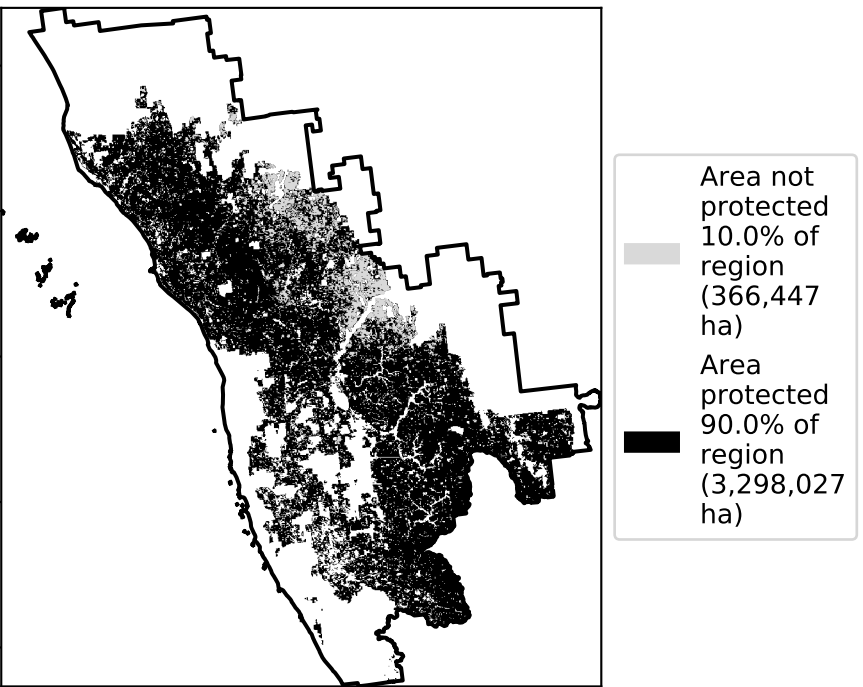 Area not
protected
10.0% of
region
(366,447
ha)
Area
protected
90.0% of
region
(3,298,027
ha)